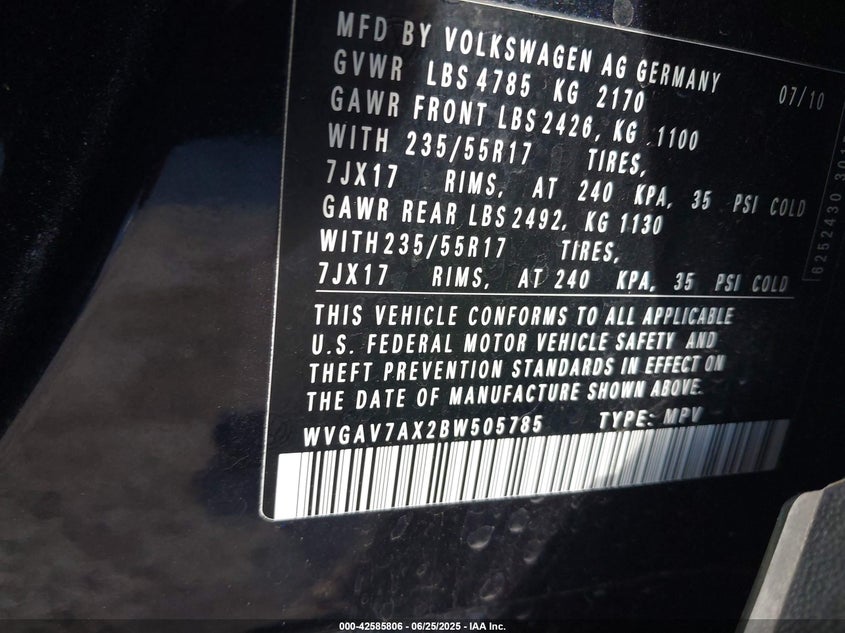 MFD BY VOLKSWAGEN AG GERMANY 07/10
GVWR LBS 4785 KG 2170
GAWR FRONT LBS 2426, KG 1100
WITH 235/55R17 TIRES,
7JX17 RIMS, AT 240 KPA, 35 PSI COLD
GAWR REAR LBS 2492, KG 1130
WITH 235/55R17 TIRES,
7JX17 RIMS, AT 240 KPA, 35 PSI COLD
THIS VEHICLE CONFORMS TO ALL APPLICABLE
U.S. FEDERAL MOTOR VEHICLE SAFETY AND
THEFT PREVENTION STANDARDS IN EFFECT ON
THE DATE OF MANUFACTURE SHOWN ABOVE.
WVGAV7AX2BW505785 TYPE: MPV
6252430
000-42585806 - 06/25/2025 - IAA Inc.